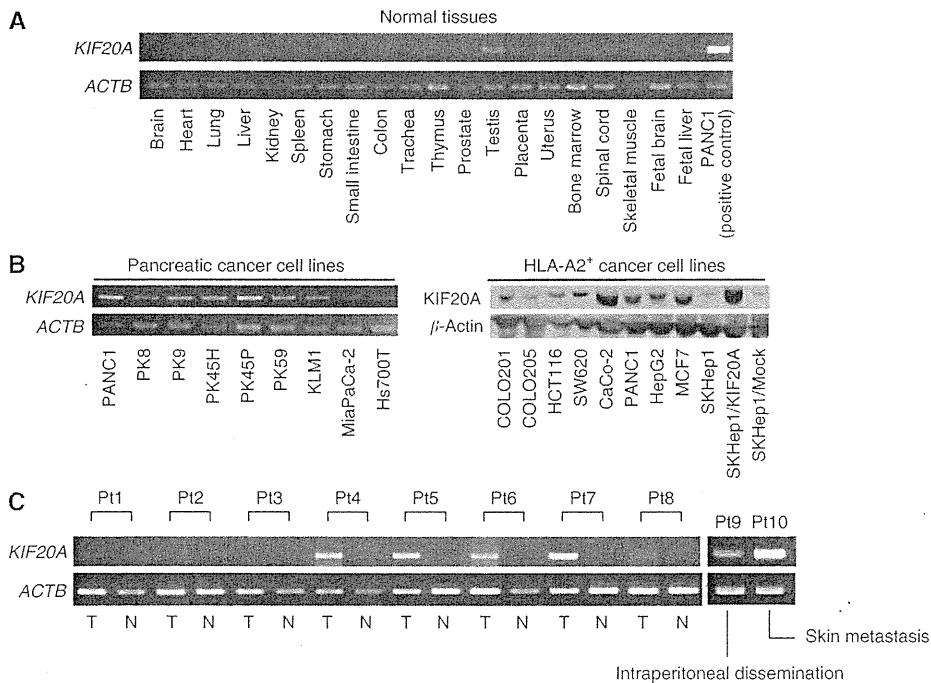 A
Normal tissues
KIF20A
ACTB
Brain
Heart
Lung
Liver
Kidney
Spleen
Stomach
Small intestine
Colon
Trachea
Thymus
Prostate
Testis
Placenta
Uterus
Bone marrow
Spinal cord
Skeletal muscle
Fetal brain
Fetal liver
PANC1
(positive control)
B
Pancreatic cancer cell lines
KIF20A
ACTB
PANC1
PK8
PK9
PK45H
PK45P
PK59
KLM1
MiaPaCa-2
Hs700T
HLA-A2+ cancer cell lines
KIF20A
β-Actin
COLO201
COLO205
HCT116
SW620
CaCo-2
PANC1
HepG2
MCF7
SKHep1
SKHep1/KIF20A
SKHep1/Mock
C
Pt1 Pt2 Pt3 Pt4 Pt5 Pt6 Pt7 Pt8
Pt9 Pt10
KIF20A
ACTB
T N T N T N T N T N T N T N T N
Skin metastasis
Intraperitoneal dissemination